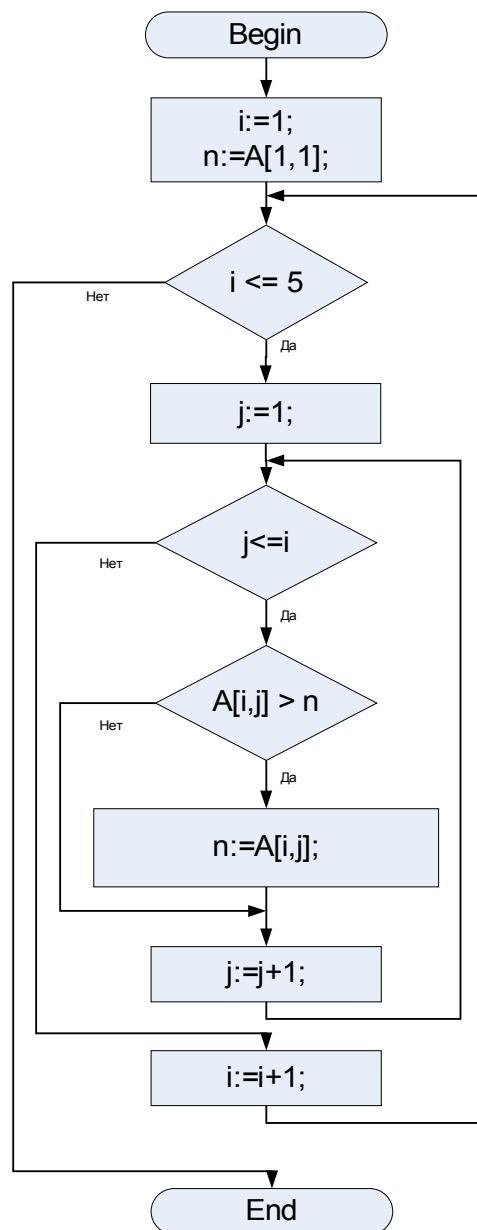 Begin
i:=1;
n:=A[1,1];
i <= 5
Нет
Да
j:=1;
j<=i
Нет
Да
A[i,j] > n
Нет
Да
n:=A[i,j];
j:=j+1;
i:=i+1;
End